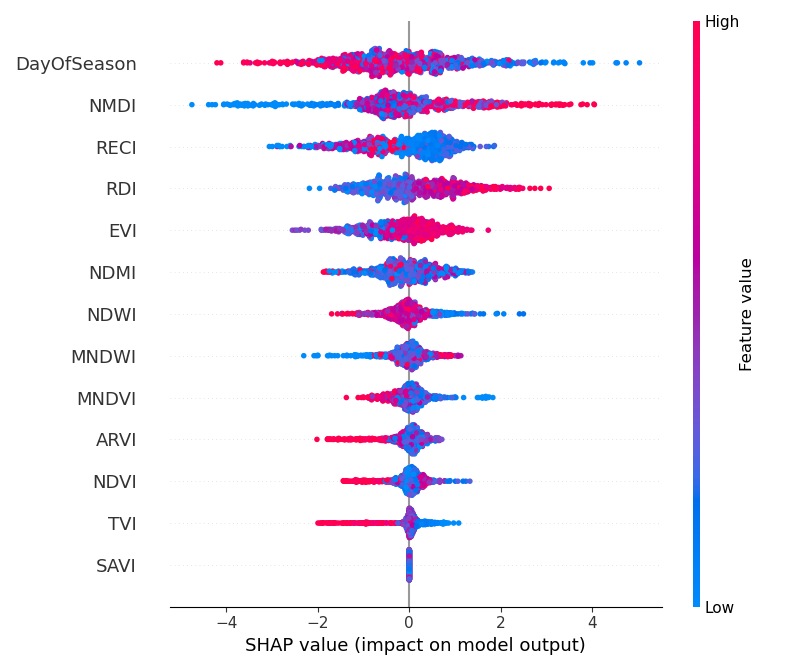 High
DayOfSeason
NMDI
RECI
RDI
EVI
NDMI
NDWI
MNDWI
MNDVI
ARVI
NDVI
TVI
SAVI
Feature value
Low
−4 −2 0 2 4
SHAP value (impact on model output)